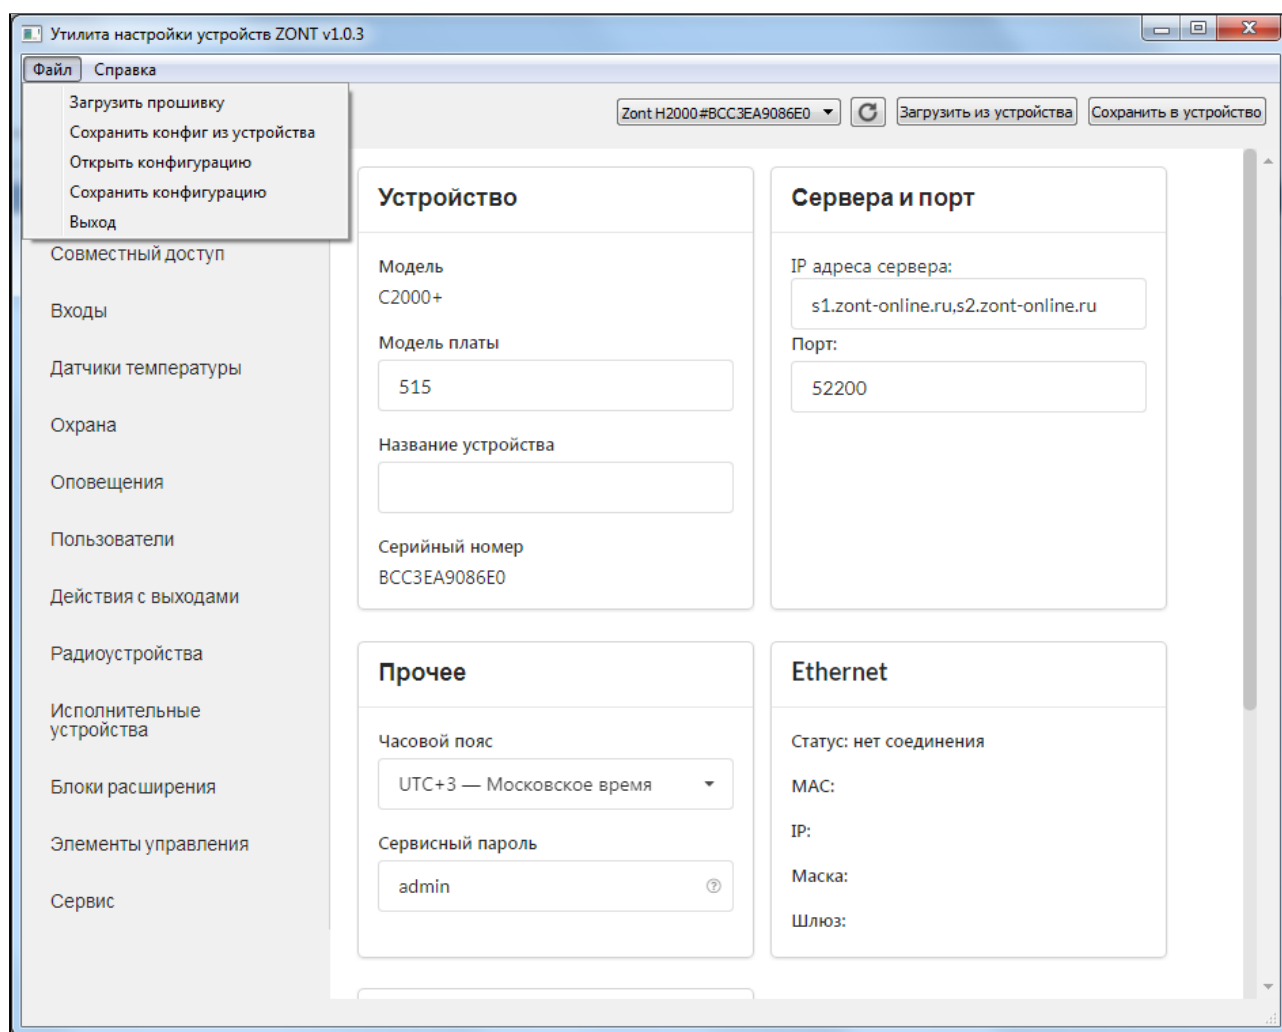 Утилита настройки устройств ZONT v1.0.3
Файл Справка
Загрузить прошивку
Сохранить конфиг из устройства
Открыть конфигурацию
Сохранить конфигурацию
Выход
Zont H2000#BCC3EA9086E0 Загрузить из устройства Сохранить в устройство
Совместный доступ
Входы
Датчики температуры
Охрана
Оповещения
Пользователи
Действия с выходами
Радиоустройства
Исполнительные
устройства
Блоки расширения
Элементы управления
Сервис
Устройство
Модель
C2000+
Модель платы
515
Название устройства
Серийный номер
BCC3EA9086E0
Сервера и порт
IP адреса сервера:
s1.zont-online.ru,s2.zont-online.ru
Порт:
52200
Прочее
Часовой пояс
UTC+3 — Московское время
Сервисный пароль
admin
Ethernet
Статус: нет соединения
MAC:
IP:
Маска:
Шлюз: